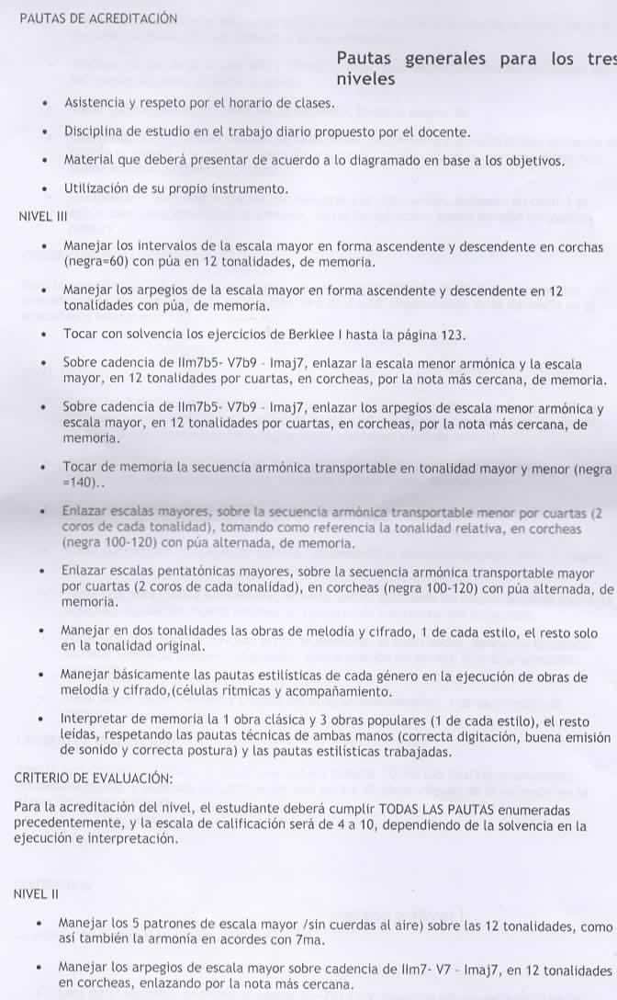 PAUTAS DE ACREDITACIÓN
Pautas generales para los tres
niveles
• Asistencia y respeto por el horario de clases.
• Disciplina de estudio en el trabajo diario propuesto por el docente.
• Material que deberá presentar de acuerdo a lo diagramado en base a los objetivos.
• Utilización de su propio instrumento.
NIVEL III
• Manejar los intervalos de la escala mayor en forma ascendente y descendente en corchas
(negra=60) con púa en 12 tonalidades, de memoria.
• Manejar los arpegios de la escala mayor en forma ascendente y descendente en 12
tonalidades con púa, de memoria.
• Tocar con solvencia los ejercicios de Berklee I hasta la página 123.
• Sobre cadencia de IIm7b5- V7b9 - Imaj7, enlazar la escala menor armónica y la escala
mayor, en 12 tonalidades por cuartas, en corcheas, por la nota más cercana, de memoria.
• Sobre cadencia de IIm7b5- V7b9 - Imaj7, enlazar los arpegios de escala menor armónica y
escala mayor, en 12 tonalidades por cuartas, en corcheas, por la nota más cercana, de
memoria.
• Tocar de memoria la secuencia armónica transportable en tonalidad mayor y menor (negra
=140)..
• Enlazar escalas mayores, sobre la secuencia armónica transportable menor por cuartas (2
coros de cada tonalidad), tomando como referencia la tonalidad relativa, en corcheas
(negra 100-120) con púa alternada, de memoria.
• Enlazar escalas pentatónicas mayores, sobre la secuencia armónica transportable mayor
por cuartas (2 coros de cada tonalidad), en corcheas (negra 100-120) con púa alternada, de
memoria.
• Manejar en dos tonalidades las obras de melodía y cifrado, 1 de cada estilo, el resto solo
en la tonalidad original.
• Manejar básicamente las pautas estilísticas de cada género en la ejecución de obras de
melodía y cifrado,(células rítmicas y acompañamiento.
• Interpretar de memoria la 1 obra clásica y 3 obras populares (1 de cada estilo), el resto
leídas, respetando las pautas técnicas de ambas manos (correcta digitación, buena emisión
de sonido y correcta postura) y las pautas estilísticas trabajadas.
CRITERIO DE EVALUACIÓN:
Para la acreditación del nivel, el estudiante deberá cumplir TODAS LAS PAUTAS enumeradas
precedentemente, y la escala de calificación será de 4 a 10, dependiendo de la solvencia en la
ejecución e interpretación.
NIVEL II
• Manejar los 5 patrones de escala mayor /sin cuerdas al aire) sobre las 12 tonalidades, como
así también la armonía en acordes con 7ma.
• Manejar los arpegios de escala mayor sobre cadencia de IIm7- V7 - Imaj7, en 12 tonalidades
en corcheas, enlazando por la nota más cercana.